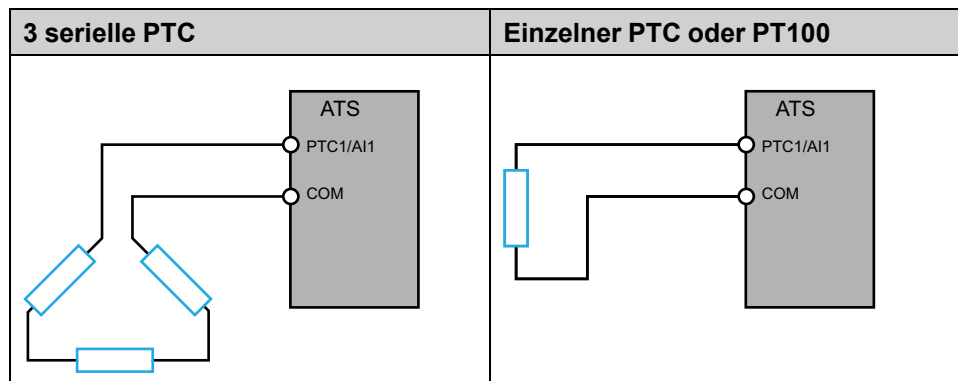 3 serielle PTC
Einzelner PTC oder PT100
ATS
PTC1/AI1
COM
ATS
PTC1/AI1
COM